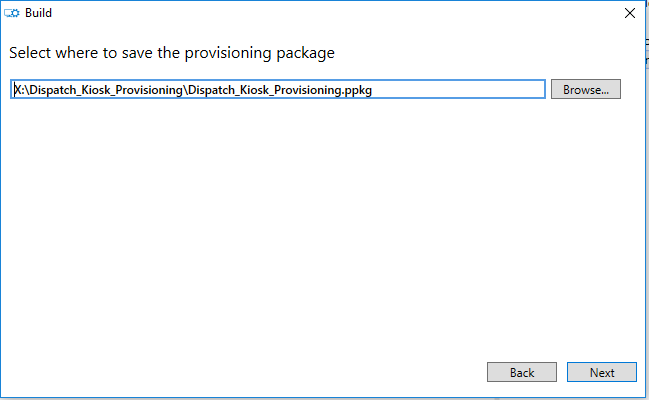 Build
Select where to save the provisioning package
X:\Dispatch_Kiosk_Provisioning\Dispatch_Kiosk_Provisioning.ppkg
Browse...
Back
Next